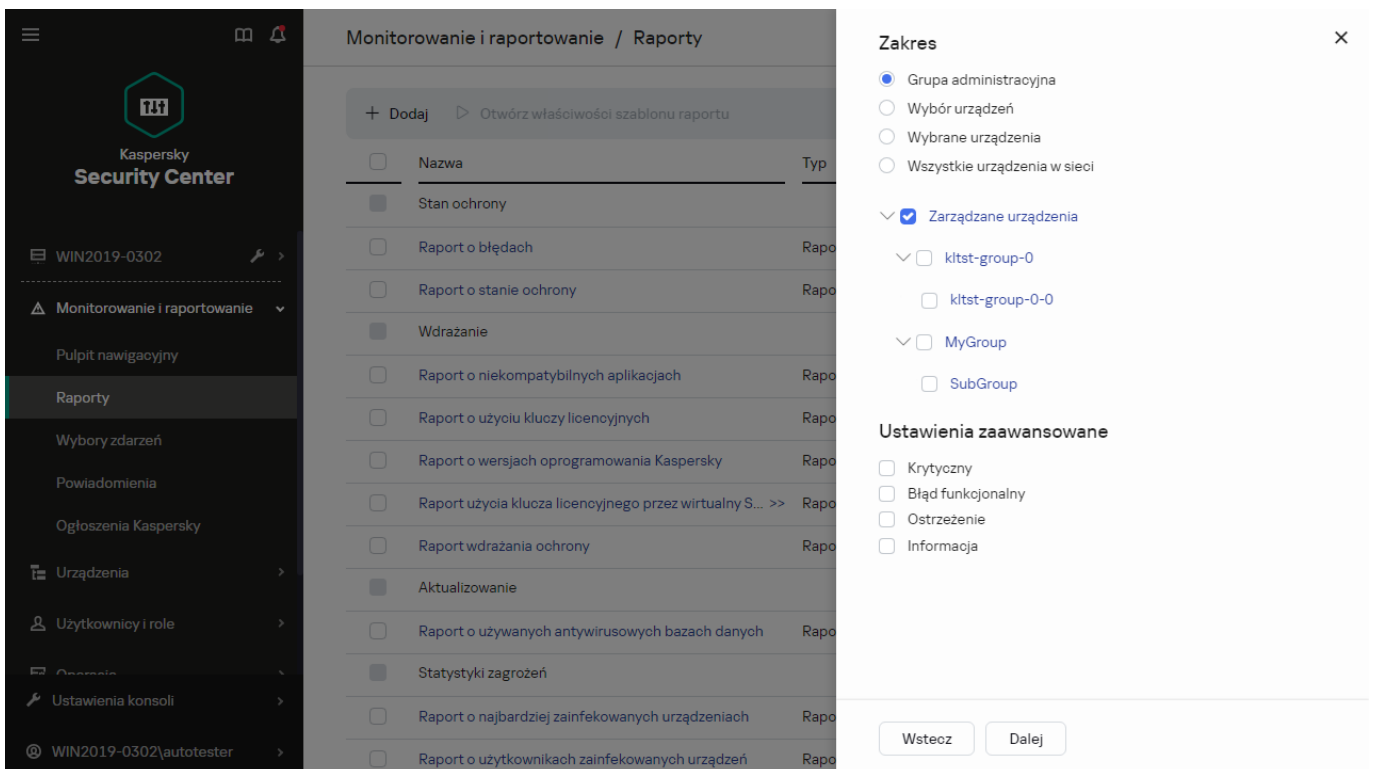 Kaspersky
Security Center
WIN2019-0302
Monitorowanie i raportowanie
Pulpit nawigacyjny
Raporty
Wybory zdarzeń
Powiadomienia
Ogłoszenia Kaspersky
Urządzenia
Użytkownicy i role
Operacje
Ustawienia konsoli
WIN2019-0302\autotester
Monitorowanie i raportowanie / Raporty
Dodaj
Otwórz właściwości szablonu raportu
Nazwa Typ
Stan ochrony
Raport o błędach Rapo
Raport o stanie ochrony Rapo
Wdrażanie
Raport o niekompatybilnych aplikacjach Rapo
Raport o użyciu kluczy licencyjnych Rapo
Raport o wersjach oprogramowania Kaspersky Rapo
Raport użycia klucza licencyjnego przez wirtualny S... >> Rapo
Raport wdrażania ochrony Rapo
Aktualizowanie
Raport o używanych antywirusowych bazach danych Rapo
Statystyki zagrożeń
Raport o najbardziej zainfekowanych urządzeniach Rapo
Raport o użytkownikach zainfekowanych urządzeń Rapo
Zakres
Grupa administracyjna
Wybór urządzeń
Wybrane urządzenia
Wszystkie urządzenia w sieci
Zarządzane urządzenia
kltst-group-0
kltst-group-0-0
MyGroup
SubGroup
Ustawienia zaawansowane
Krytyczny
Błąd funkcjonalny
Ostrzeżenie
Informacja
Wstecz
Dalej